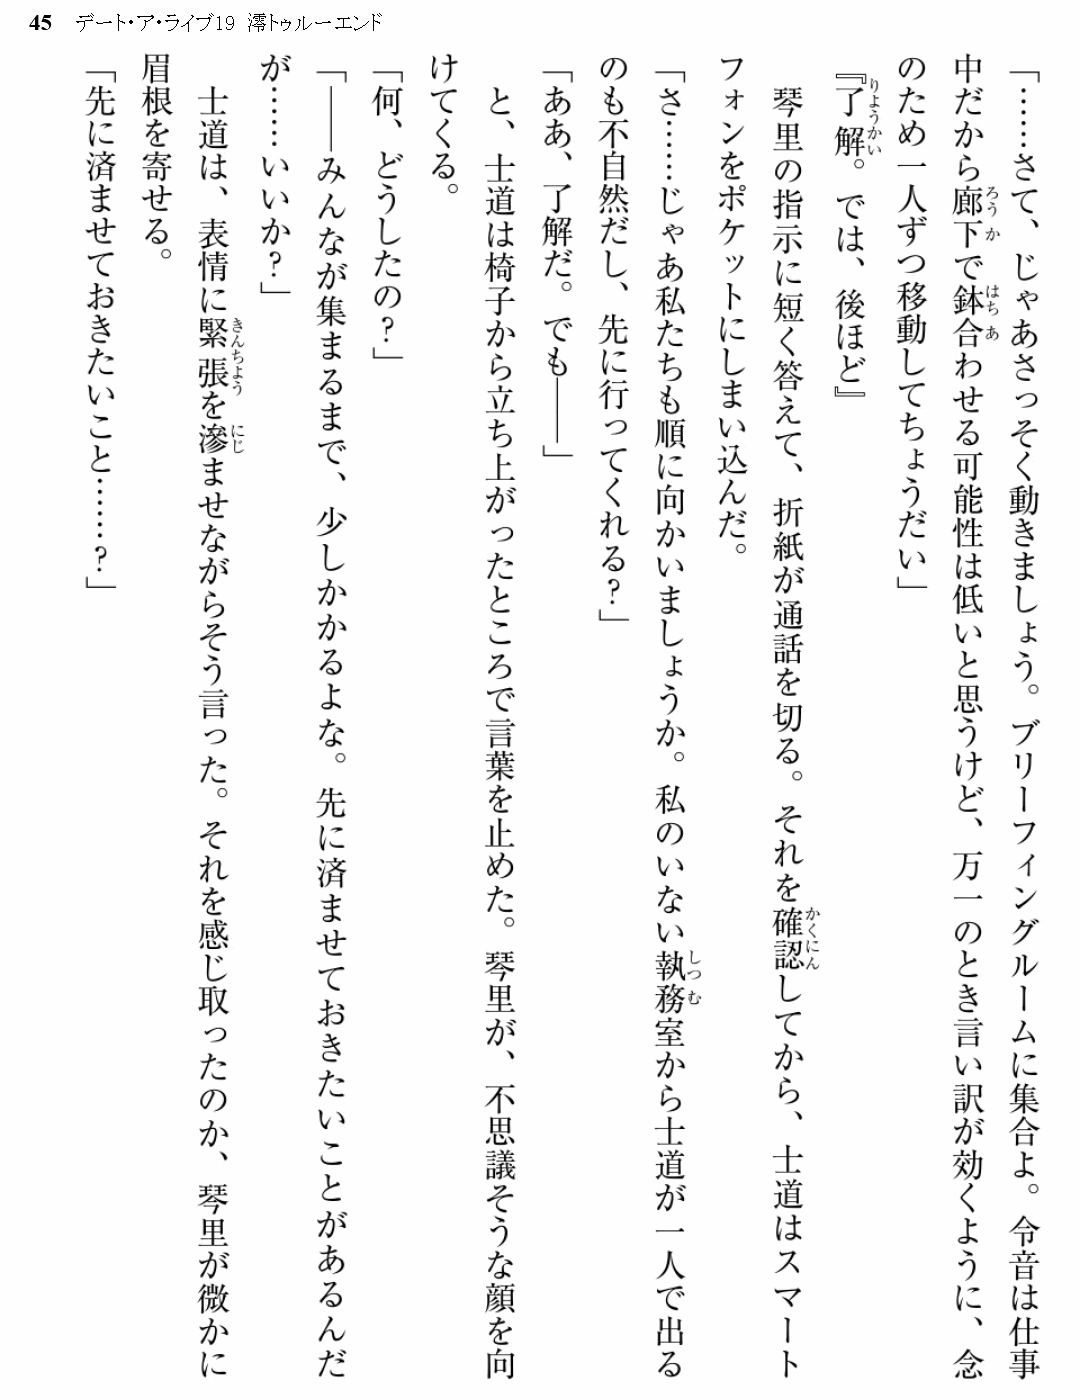 45 デート・ア・ライブ19 澪トゥルーエンド
「……さて、じゃあさっそく動きましょう。ブリーフィングルームに集合よ。令音は仕事
中だから廊下で鉢合わせる可能性は低いと思うけど、万一のとき言い訳が効くように、念
のため一人ずつ移動してちょうだい」
『了解。では、後ほど』
　琴里の指示に短く答えて、折紙が通話を切る。それを確認してから、士道はスマート
フォンをポケットにしまい込んだ。
「さ……じゃあ私たちも順に向かいましょうか。私のいない執務室から士道が一人で出る
のも不自然だし、先に行ってくれる？」
「ああ、了解だ。でも――」
　と、士道は椅子から立ち上がったところで言葉を止めた。琴里が、不思議そうな顔を向
けてくる。
「何、どうしたの？」
「――みんなが集まるまで、少しかかるよな。先に済ませておきたいことがあるんだ
が……いいか？」
　士道は、表情に緊張を滲ませながらそう言った。それを感じ取ったのか、琴里が微かに
眉根を寄せる。
「先に済ませておきたいこと……？」